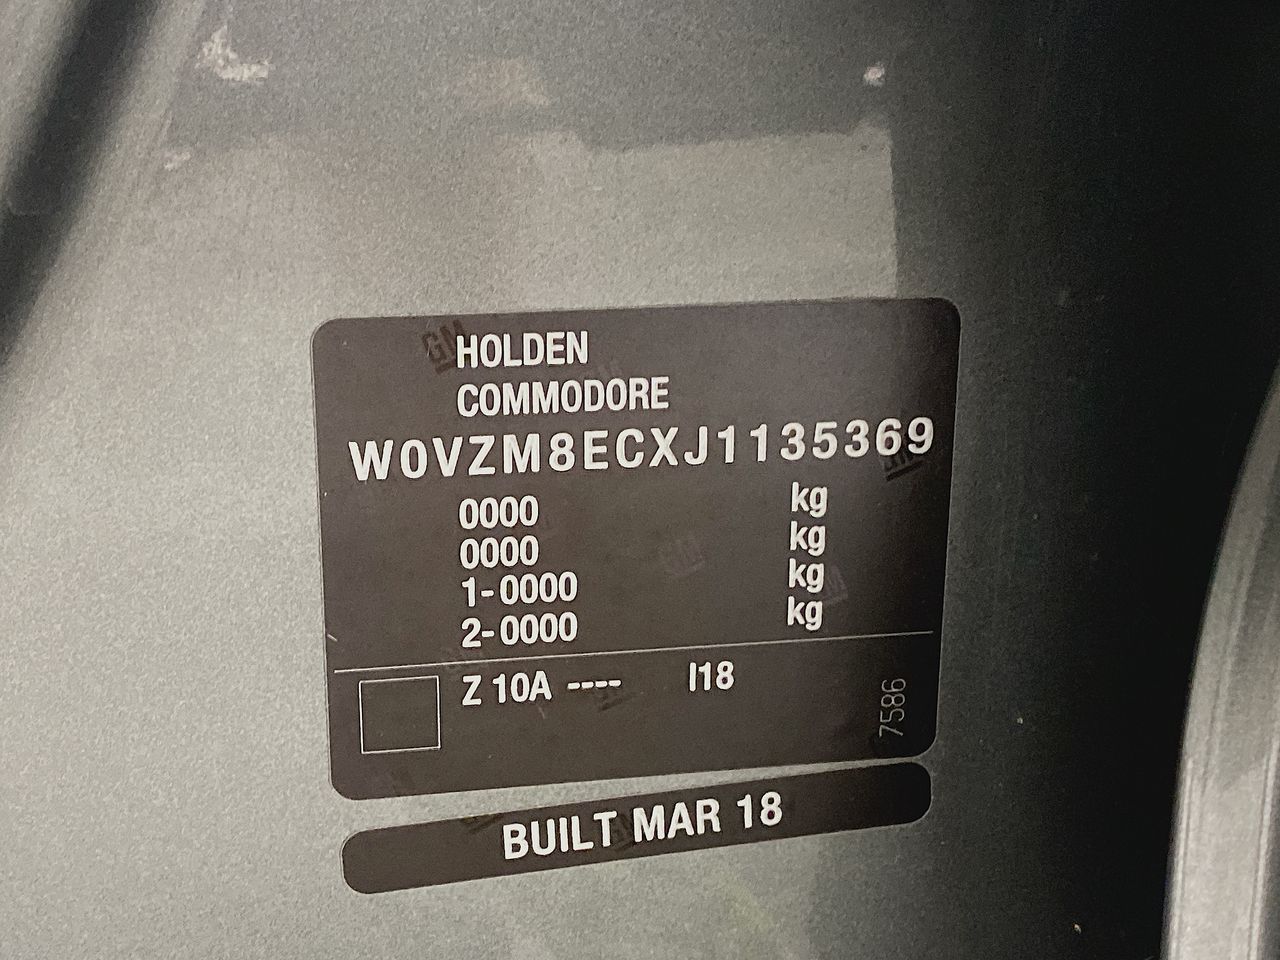 HOLDEN
COMMODORE
W0VZM8ECXJ1135369
0000 kg
0000 kg
1-0000 kg
2-0000 kg
Z 10A ---- I18
7586
BUILT MAR 18
GM